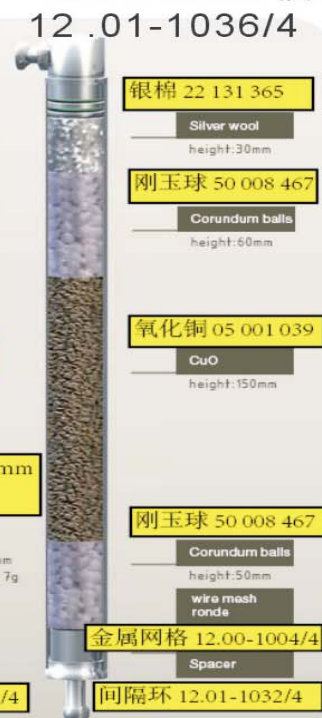 12 .01-1036/4
银棉 22 131 365
Silver wool
height:30mm
刚玉球 50 008 467
Corundum balls
height:60mm
氧化铜 05 001 039
CuO
height:150mm
mm
m
7g
刚玉球 50 008 467
Corundum balls
height:50mm
wire mesh
ronde
金属网格 12.00-1004/4
Spacer
/4
间隔环 12.01-1032/4